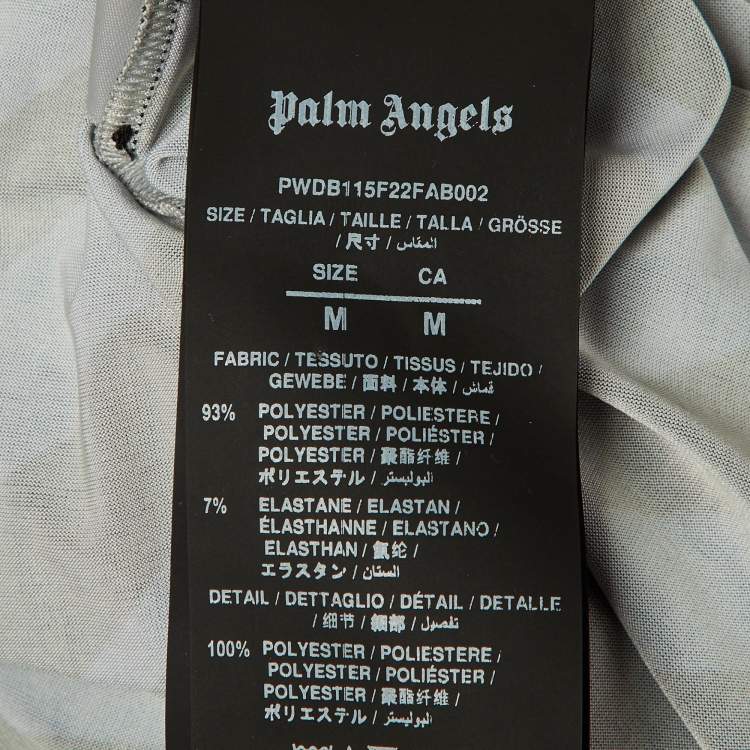 Palm Angels
PWDB115F22FAB002
SIZE / TAGLIA / TAILLE / TALLA / GRÖSSE
/ 尺寸 / المقاس
SIZE CA
M M
FABRIC / TESSUTO / TISSUS / TEJIDO /
GEWEBE / 面料 / 本体 / قماش
93% POLYESTER / POLIESTERE /
POLYESTER / POLIÉSTER /
POLYESTER / 聚酯纤维 /
ポリエステル / البوليستر
7% ELASTANE / ELASTAN /
ÉLASTHANNE / ELASTANO /
ELASTHAN / 氨纶 /
エラスタン / الستان
DETAIL / DETTAGLIO / DÉTAIL / DETALLE
/ 细节 / 細部 / تفصيل
100% POLYESTER / POLIESTERE /
POLYESTER / POLIÉSTER /
POLYESTER / 聚酯纤维 /
ポリエステル / البوليستر